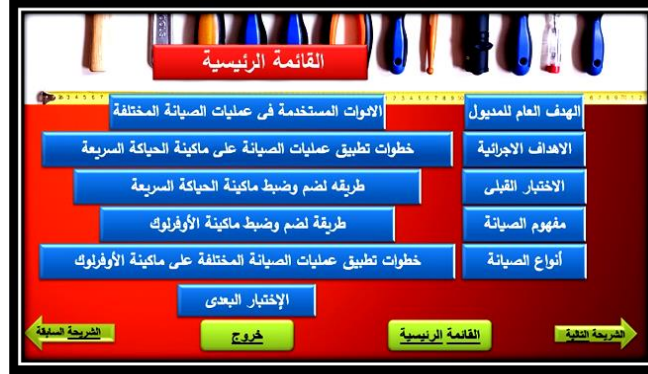 القائمة الرئيسية
الهدف العام للمديول
الاهداف الاجرائية
الاختبار القبلى
مفهوم الصيانة
أنواع الصيانة
الادوات المستخدمة فى عمليات الصيانة المختلفة
خطوات تطبيق عمليات الصيانة على ماكينة الحياكة السريعة
طريقه لضم وضبط ماكينة الحياكة السريعة
طريقة لضم وضبط ماكينة الأوفرلوك
خطوات تطبيق عمليات الصيانة المختلفة على ماكينة الأوفرلوك
الإختبار البعدى
الشريحة التالية
القائمة الرئيسية
خروج
الشريحة السابقة